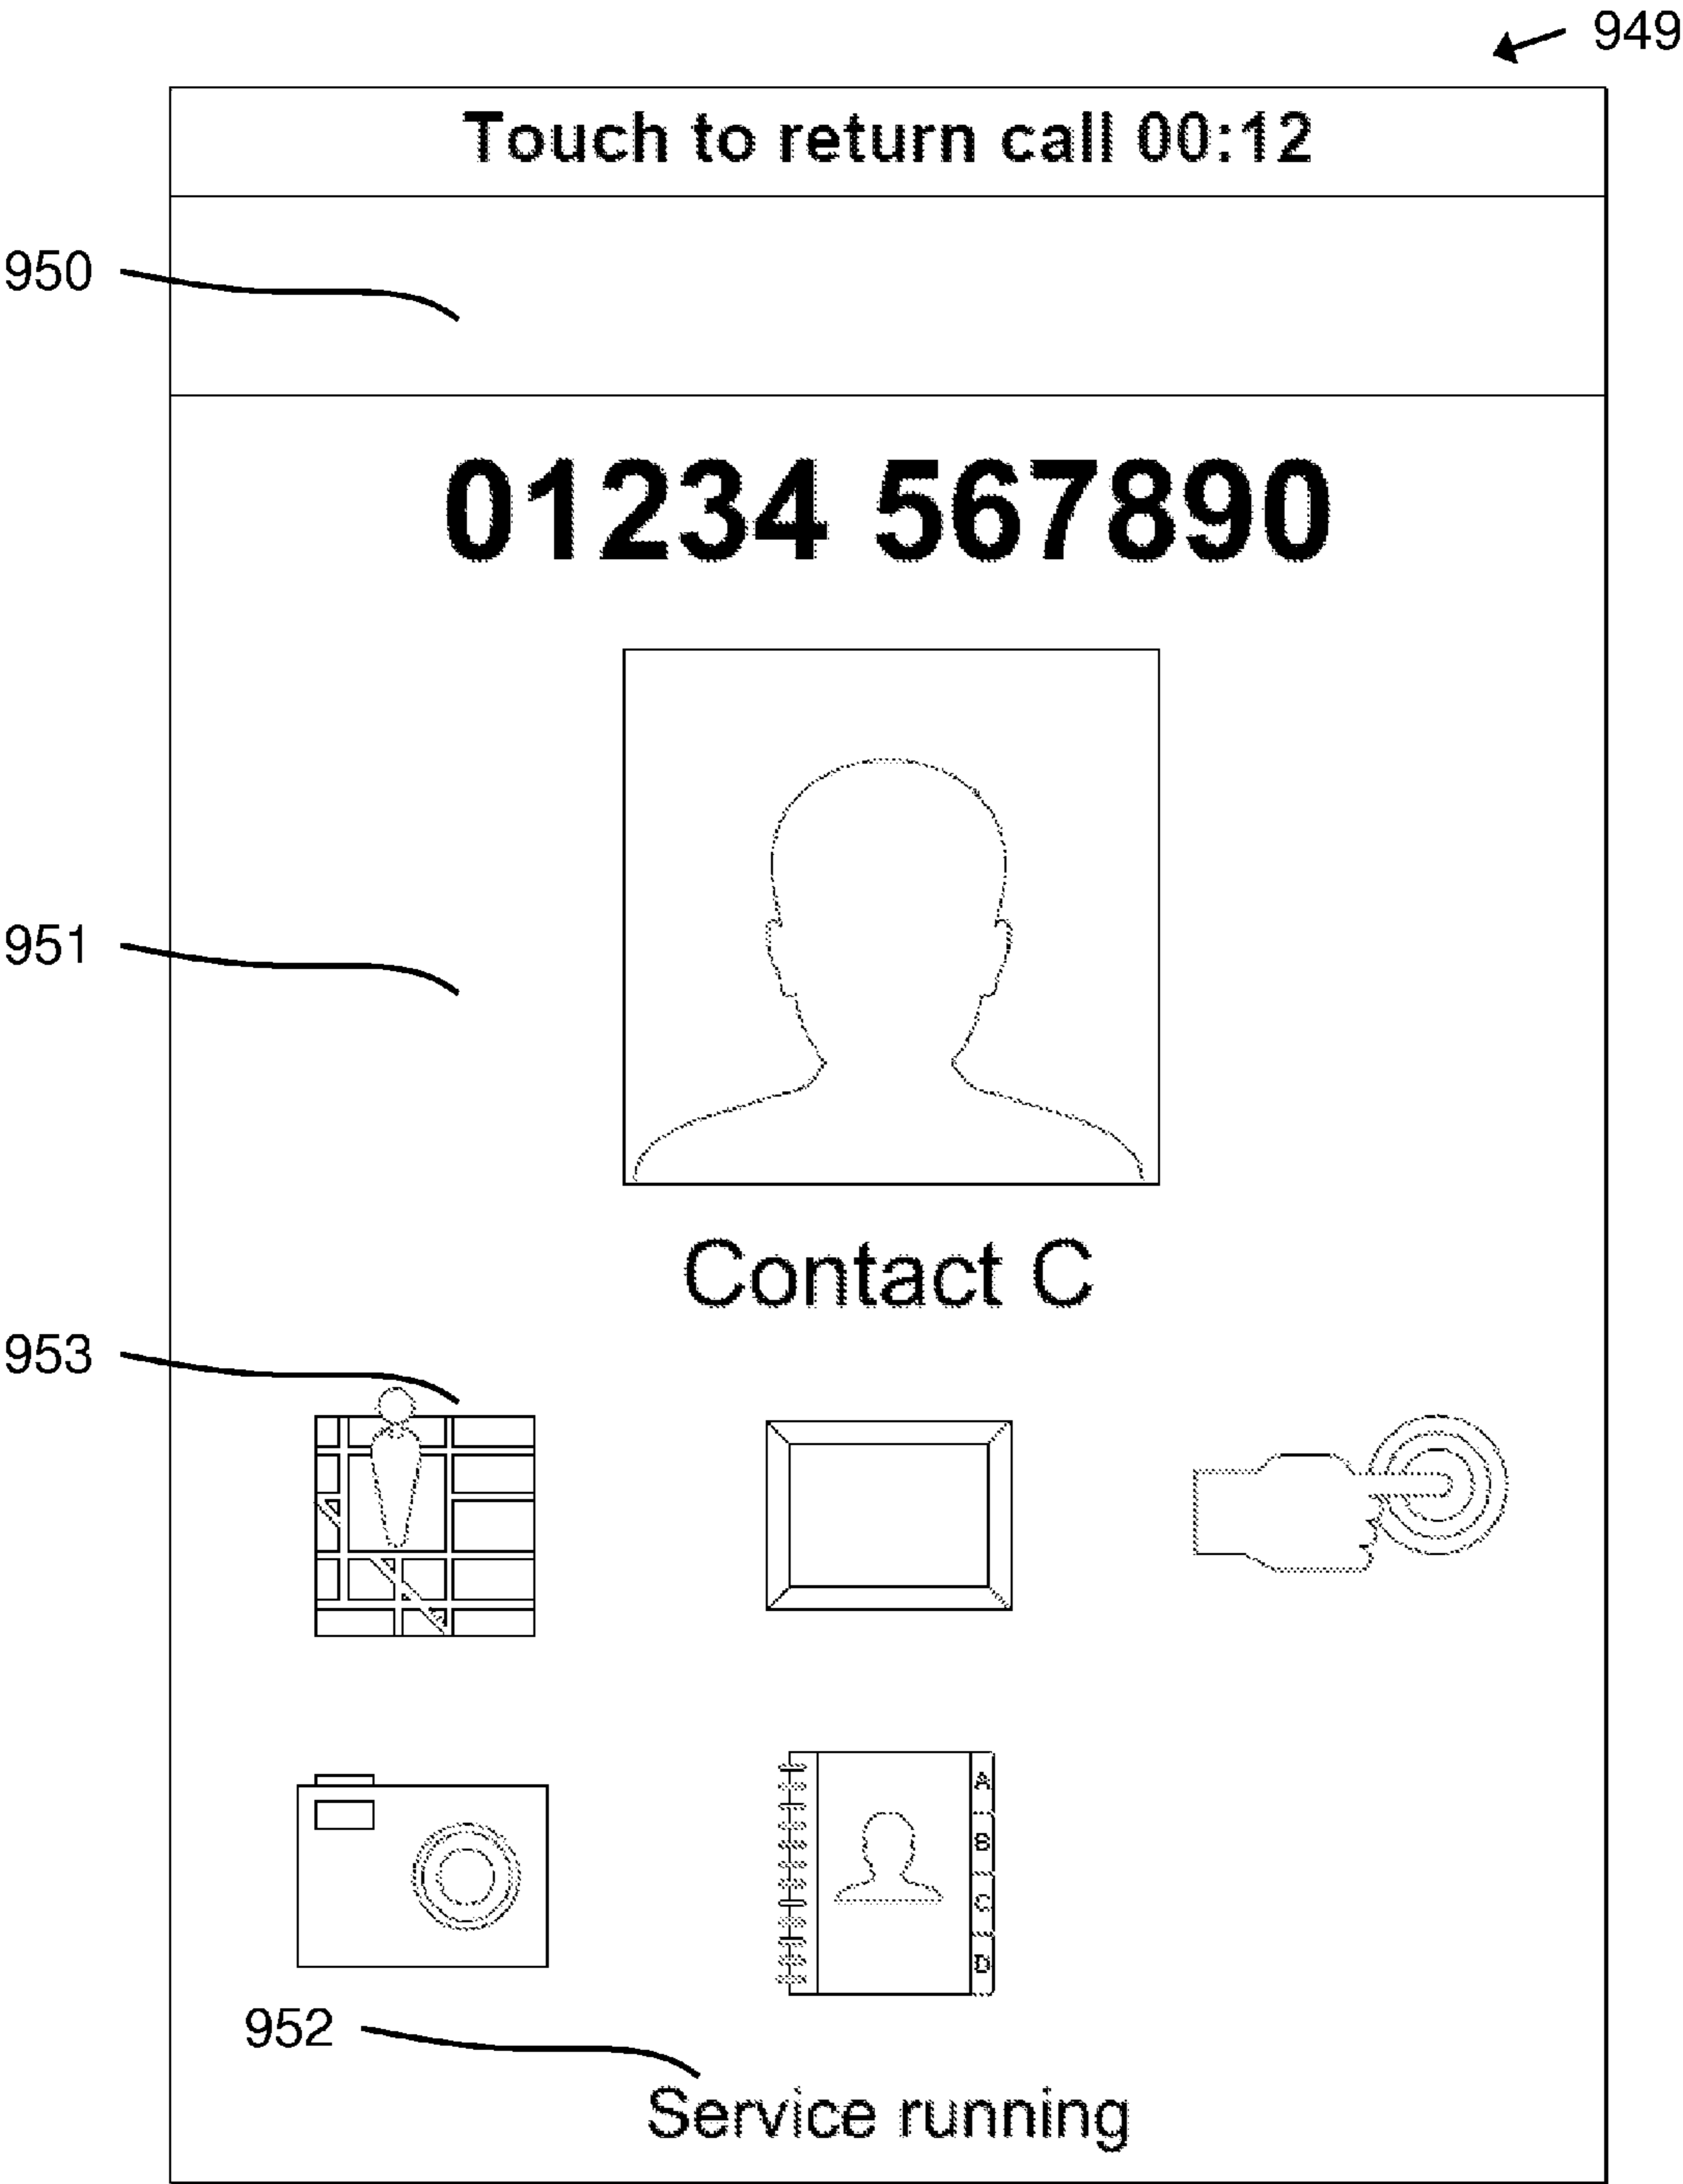 949
Touch to return call 00:12
950
01234 567890
951
Contact C
953
A
B
C
D
952
Service running